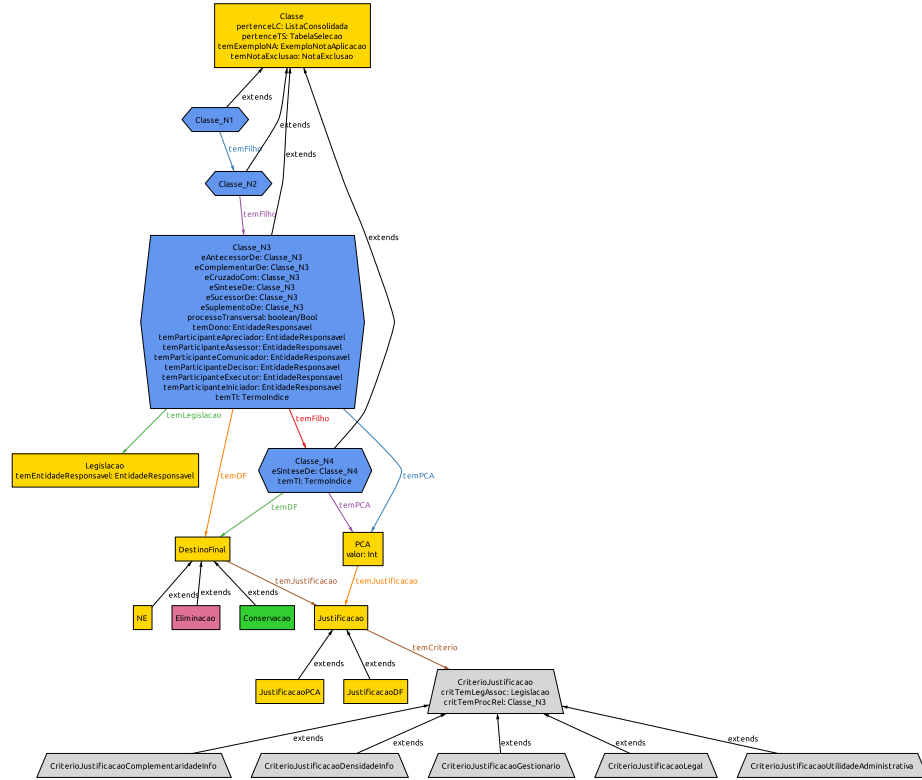 Classe
pertenceLC: ListaConsolidada
pertenceTS: TabelaSelecao
temExemploNA: ExemploNotaAplicacao
temNotaExclusao: NotaExclusao
extends
Classe_N1
extends
temFilho
extends
Classe_N2
temFilho
extends
Classe_N3
eAntecessorDe: Classe_N3
eComplementarDe: Classe_N3
eCruzadoCom: Classe_N3
eSinteseDe: Classe_N3
eSucessorDe: Classe_N3
eSuplementoDe: Classe_N3
processoTransversal: boolean/Bool
temDono: EntidadeResponsavel
temParticipanteApreciador: EntidadeResponsavel
temParticipanteAssessor: EntidadeResponsavel
temParticipanteComunicador: EntidadeResponsavel
temParticipanteDecisor: EntidadeResponsavel
temParticipanteExecutor: EntidadeResponsavel
temParticipanteIniciador: EntidadeResponsavel
temTI: TermoIndice
temLegislacao
temFilho
Legislacao
temEntidadeResponsavel: EntidadeResponsavel
temDF
Classe_N4
eSinteseDe: Classe_N4
temTI: TermoIndice
temPCA
temDF
temPCA
DestinoFinal
PCA
valor: Int
temJustificacao
temJustificacao
extends
extends
extends
NE
Eliminacao
Conservacao
Justificacao
temCriterio
extends
extends
JustificacaoPCA
JustificacaoDF
CriterioJustificacao
critTemLegAssoc: Legislacao
critTemProcRel: Classe_N3
extends
extends
extends
extends
extends
CriterioJustificacaoComplementaridadeInfo
CriterioJustificacaoDensidadeInfo
CriterioJustificacaoGestionario
CriterioJustificacaoLegal
CriterioJustificacaoUtilidadeAdministrativa